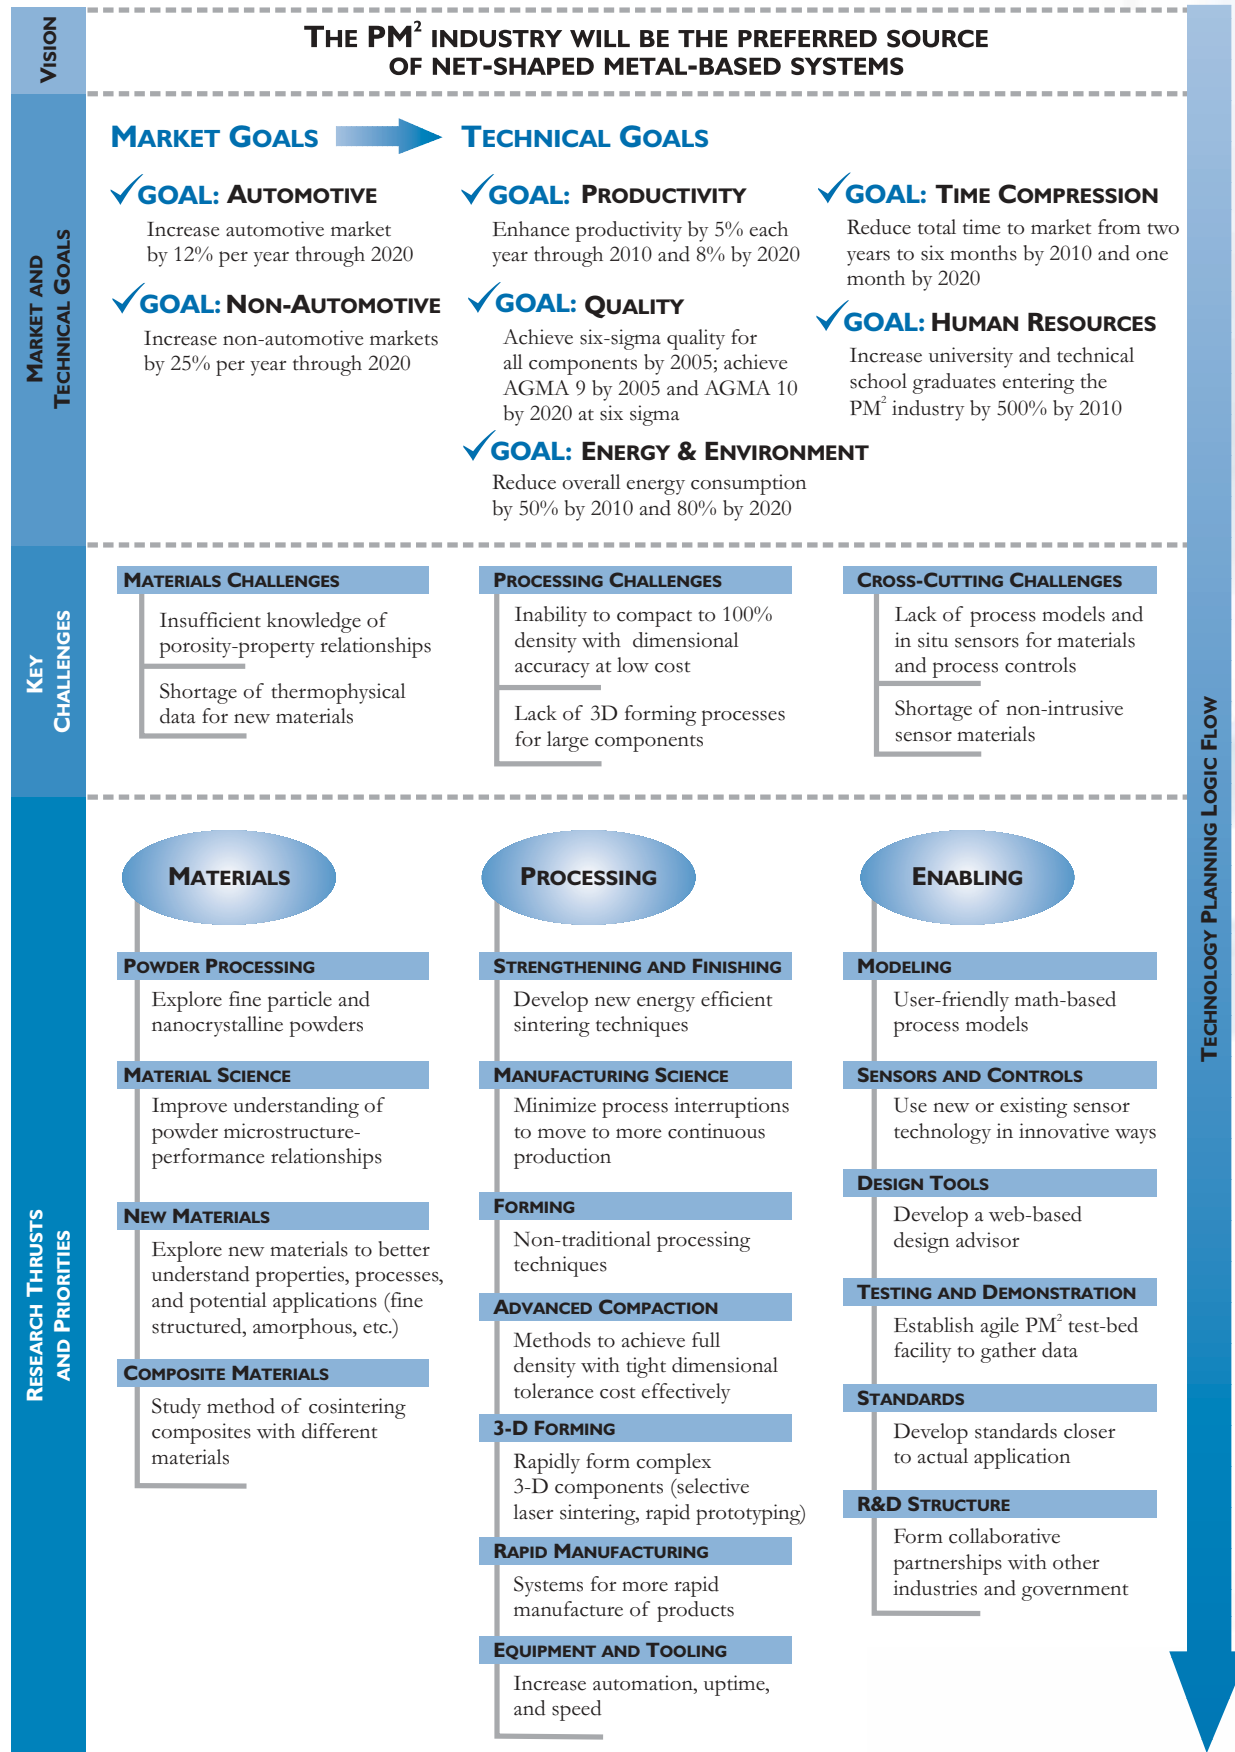 VISION
THE PM² INDUSTRY WILL BE THE PREFERRED SOURCE
OF NET-SHAPED METAL-BASED SYSTEMS
MARKET AND
TECHNICAL GOALS
MARKET GOALS
TECHNICAL GOALS
GOAL: AUTOMOTIVE
Increase automotive market
by 12% per year through 2020
GOAL: NON-AUTOMOTIVE
Increase non-automotive markets
by 25% per year through 2020
GOAL: PRODUCTIVITY
Enhance productivity by 5% each
year through 2010 and 8% by 2020
GOAL: QUALITY
Achieve six-sigma quality for
all components by 2005; achieve
AGMA 9 by 2005 and AGMA 10
by 2020 at six sigma
GOAL: ENERGY & ENVIRONMENT
Reduce overall energy consumption
by 50% by 2010 and 80% by 2020
GOAL: TIME COMPRESSION
Reduce total time to market from two
years to six months by 2010 and one
month by 2020
GOAL: HUMAN RESOURCES
Increase university and technical
school graduates entering the
PM² industry by 500% by 2010
KEY
CHALLENGES
MATERIALS CHALLENGES
Insufficient knowledge of
porosity-property relationships
Shortage of thermophysical
data for new materials
PROCESSING CHALLENGES
Inability to compact to 100%
density with dimensional
accuracy at low cost
Lack of 3D forming processes
for large components
CROSS-CUTTING CHALLENGES
Lack of process models and
in situ sensors for materials
and process controls
Shortage of non-intrusive
sensor materials
RESEARCH THRUSTS
AND PRIORITIES
MATERIALS
POWDER PROCESSING
Explore fine particle and
nanocrystalline powders
MATERIAL SCIENCE
Improve understanding of
powder microstructure-
performance relationships
NEW MATERIALS
Explore new materials to better
understand properties, processes,
and potential applications (fine
structured, amorphous, etc.)
COMPOSITE MATERIALS
Study method of cosintering
composites with different
materials
PROCESSING
STRENGTHENING AND FINISHING
Develop new energy efficient
sintering techniques
MANUFACTURING SCIENCE
Minimize process interruptions
to move to more continuous
production
FORMING
Non-traditional processing
techniques
ADVANCED COMPACTION
Methods to achieve full
density with tight dimensional
tolerance cost effectively
3-D FORMING
Rapidly form complex
3-D components (selective
laser sintering, rapid prototyping)
RAPID MANUFACTURING
Systems for more rapid
manufacture of products
EQUIPMENT AND TOOLING
Increase automation, uptime,
and speed
ENABLING
MODELING
User-friendly math-based
process models
SENSORS AND CONTROLS
Use new or existing sensor
technology in innovative ways
DESIGN TOOLS
Develop a web-based
design advisor
TESTING AND DEMONSTRATION
Establish agile PM² test-bed
facility to gather data
STANDARDS
Develop standards closer
to actual application
R&D STRUCTURE
Form collaborative
partnerships with other
industries and government
TECHNOLOGY PLANNING LOGIC FLOW